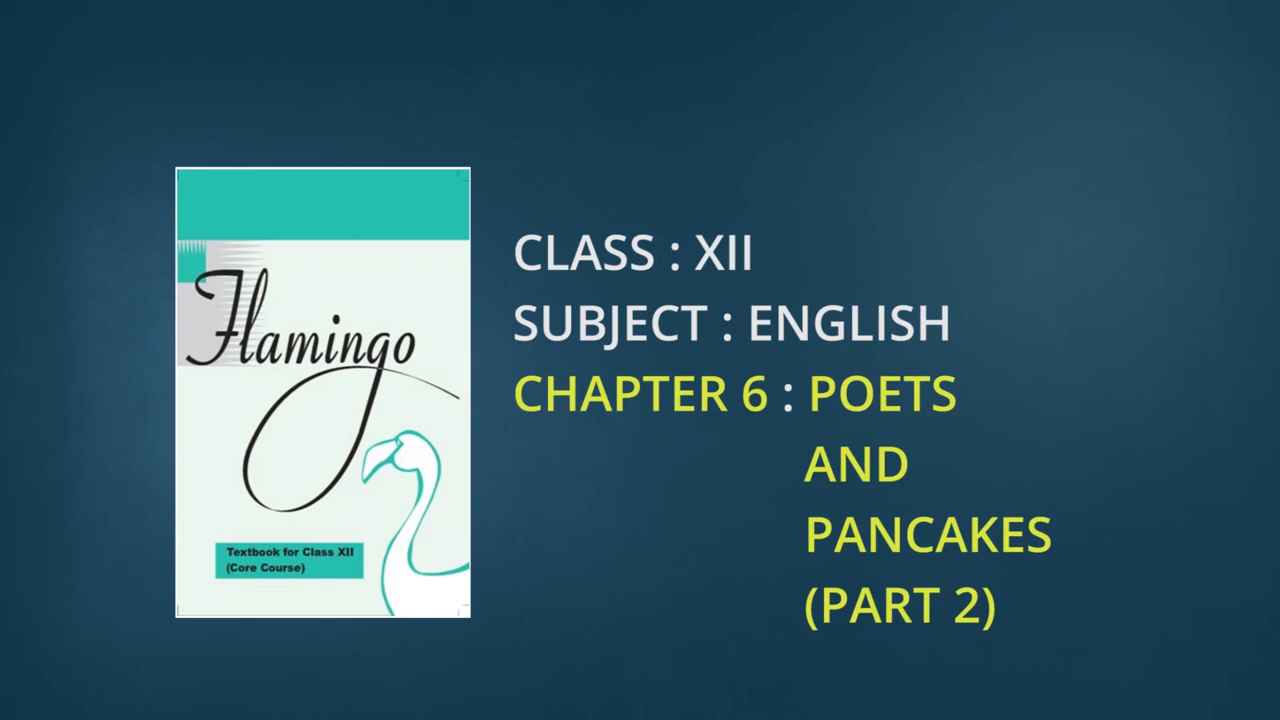 Flamingo
Textbook for Class XII
(Core Course)
CLASS : XII
SUBJECT : ENGLISH
CHAPTER 6 : POETS
AND
PANCAKES
(PART 2)